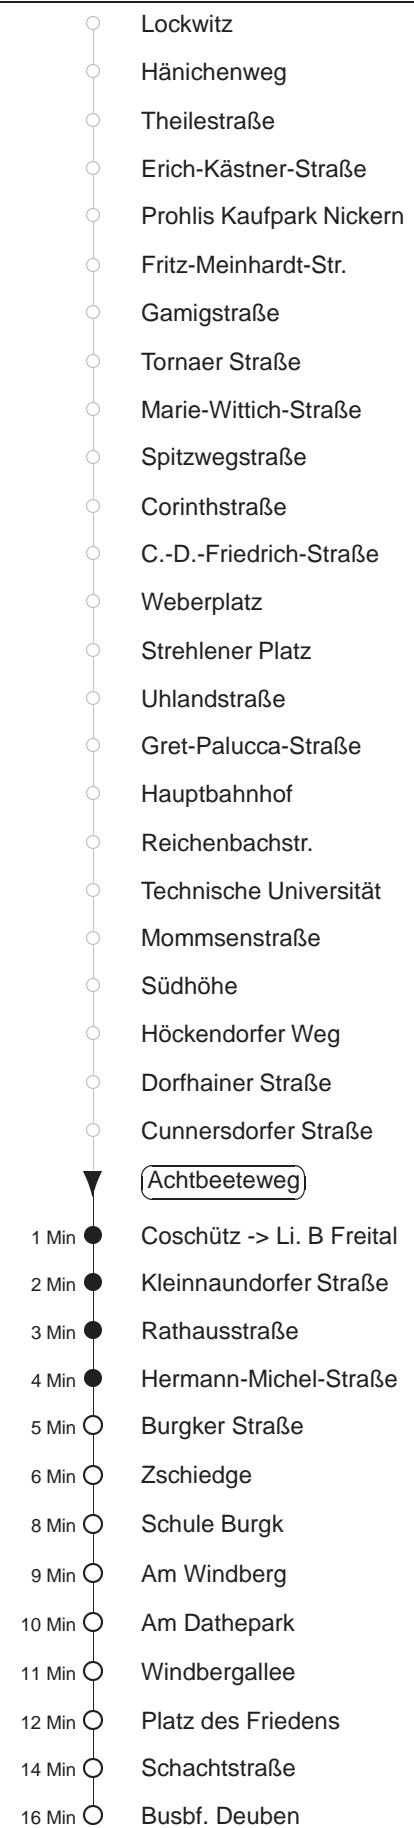 Lockwitz
Hänichenweg
Theilestraße
Erich-Kästner-Straße
Prohlis Kaufpark Nickern
Fritz-Meinhardt-Str.
Gamigstraße
Tornaer Straße
Marie-Wittich-Straße
Spitzwegstraße
Corinthstraße
C.-D.-Friedrich-Straße
Weberplatz
Strehlener Platz
Uhlandstraße
Gret-Palucca-Straße
Hauptbahnhof
Reichenbachstr.
Technische Universität
Mommsenstraße
Südhöhe
Höckendorfer Weg
Dorfhainer Straße
Cunnersdorfer Straße
Achtbeeteweg
1 Min Coschütz -> Li. B Freital
2 Min Kleinnaundorfer Straße
3 Min Rathausstraße
4 Min Hermann-Michel-Straße
5 Min Burgker Straße
6 Min Zschiedge
8 Min Schule Burgk
9 Min Am Windberg
10 Min Am Dathepark
11 Min Windbergallee
12 Min Platz des Friedens
14 Min Schachtstraße
16 Min Busbf. Deuben